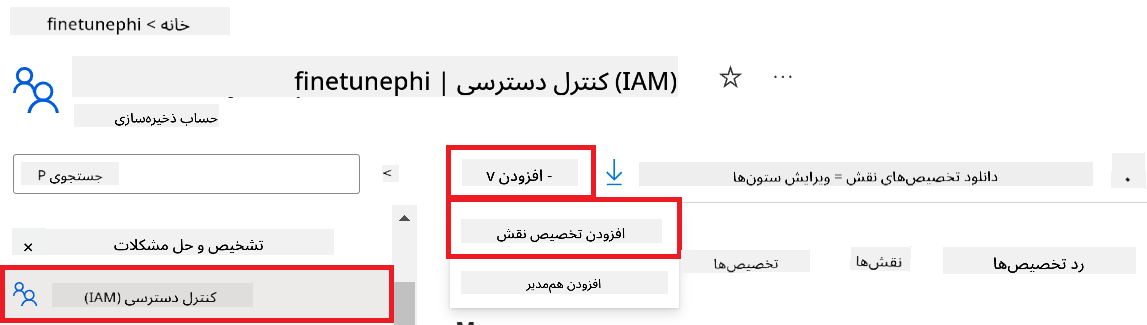 خانه > finetunephi
finetunephi | کنترل دسترسی (IAM)
...
حساب ذخیره‌سازی
جستجوی P
<
- افزودن v
دانلود تخصیص‌های نقش = ویرایش ستون‌ها
.
افزودن تخصیص نقش
افزودن هم‌مدیر
× تشخیص و حل مشکلات
کنترل دسترسی (IAM)
تخصیص‌ها
نقش‌ها
رد تخصیص‌ها